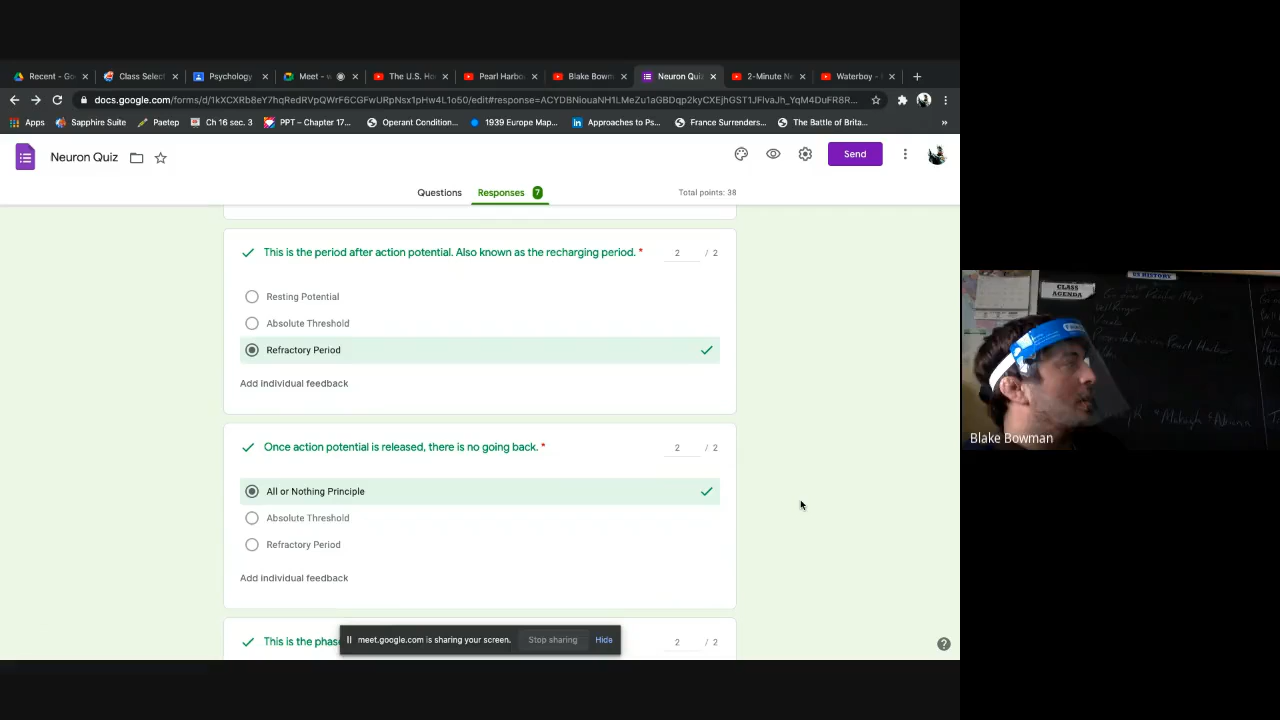 Recent - Go
Class Select
Psychology
Meet - w
The U.S. Ho
Pearl Harbo
Blake Bowm
Neuron Quiz
2-Minute Ne
Waterboy -
docs.google.com/forms/d/1kXCXRb8eY7hqRedRVpQWrF6CGFwURpNsx1pHw4L1o50/edit#response=ACYDBNiouaNH1LMeZu1aGBDqp2kyCXEjhGST1JFlvaJh_YqM4DuFR8R...
Apps
Sapphire Suite
Paetep
Ch 16 sec. 3
PPT – Chapter 17...
Operant Condition...
1939 Europe Map...
Approaches to Ps...
France Surrenders...
The Battle of Brita...
Neuron Quiz
Send
Questions
Responses 7
Total points: 38
This is the period after action potential. Also known as the recharging period. *
2 / 2
Resting Potential
Absolute Threshold
Refractory Period
Add individual feedback
Once action potential is released, there is no going back. *
2 / 2
All or Nothing Principle
Absolute Threshold
Refractory Period
Add individual feedback
This is the phase
2 / 2
meet.google.com is sharing your screen.
Stop sharing
Hide
US HISTORY
CLASS
AGENDA
Pearl Harbor
Blake Bowman